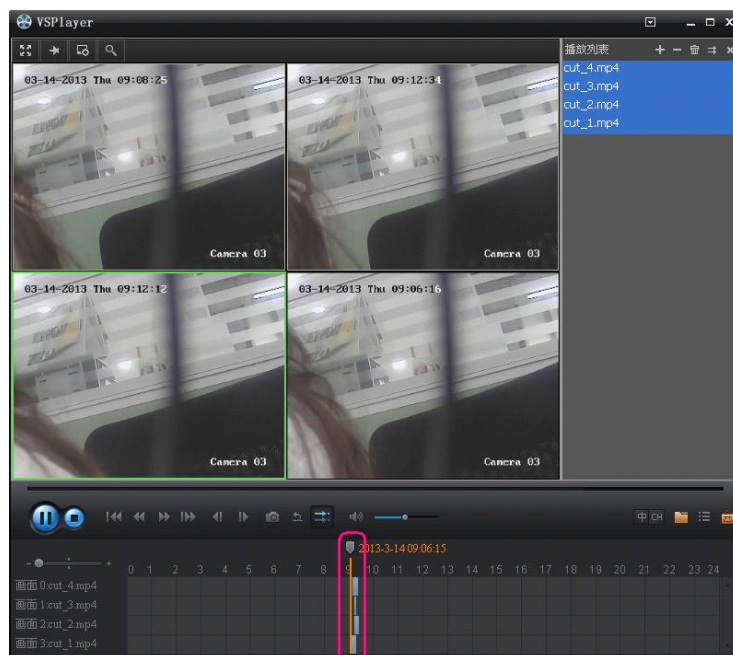 VSPlayer
播放列表
cut_4.mp4
cut_3.mp4
cut_2.mp4
cut_1.mp4
03-14-2013 Thu 09:08:25
Camera 03
03-14-2013 Thu 09:12:34
Camera 03
03-14-2013 Thu 09:12:12
Camera 03
03-14-2013 Thu 09:06:16
Camera 03
中 CH
2013-3-14 09:06:15
0 1 2 3 4 5 6 7 8 9 10 11 12 13 14 15 16 17 18 19 20 21 22 23 24
画面 0:cut_4.mp4
画面 1:cut_3.mp4
画面 2:cut_2.mp4
画面 3:cut_1.mp4